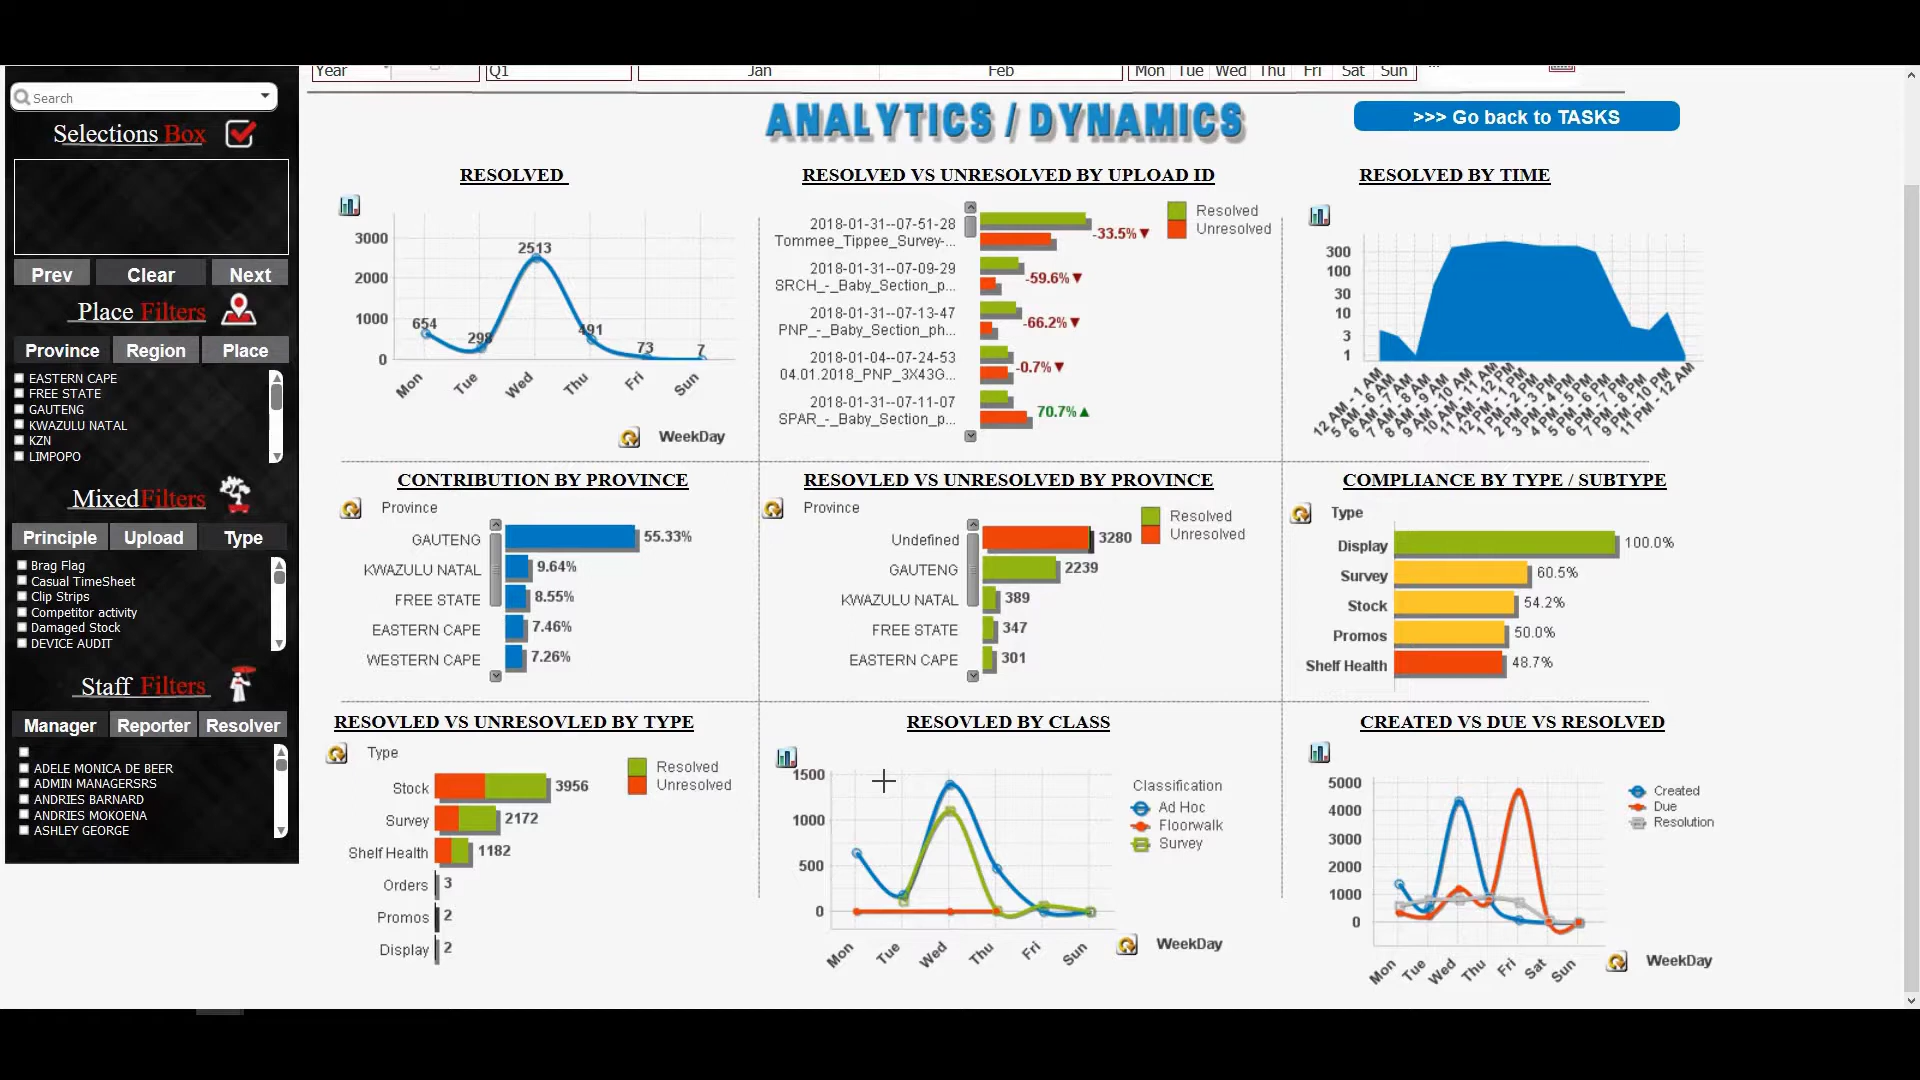 Year
Q1
Jan
Feb
Mon Tue Wed Thu Fri Sat Sun
Search
Selections Box
Prev Clear Next
Place Filters
Province Region Place
EASTERN CAPE
FREE STATE
GAUTENG
KWAZULU NATAL
KZN
LIMPOPO
MixedFilters
Principle Upload Type
Brag Flag
Casual TimeSheet
Clip Strips
Competitor activity
Damaged Stock
DEVICE AUDIT
Staff Filters
Manager Reporter Resolver
ADELE MONICA DE BEER
ADMIN MANAGERSRS
ANDRIES BARNARD
ANDRIES MOKOENA
ASHLEY GEORGE
ANALYTICS / DYNAMICS
>>> Go back to TASKS
RESOLVED
3000
2000
1000
0
654
298
2513
491
73
7
Mon
Tue
Wed
Thu
Fri
Sun
WeekDay
RESOLVED VS UNRESOLVED BY UPLOAD ID
2018-01-31--07-51-28
Tommee_Tippee_Survey-...
-33.5%▼
2018-01-31--07-09-29
SRCH_-_Baby_Section_p...
-59.6%▼
2018-01-31--07-13-47
PNP_-_Baby_Section_ph...
-66.2%▼
2018-01-04--07-24-53
04.01.2018_PNP_3X43G...
-0.7%▼
2018-01-31--07-11-07
SPAR_-_Baby_Section_p...
70.7%▲
Resolved
Unresolved
RESOLVED BY TIME
300
100
30
10
3
1
12 AM - 1 AM
5 AM - 6 AM
6 AM - 7 AM
7 AM - 8 AM
8 AM - 9 AM
9 AM - 10 AM
10 AM - 11 AM
11 AM - 12 PM
12 PM - 1 PM
1 PM - 2 PM
2 PM - 3 PM
3 PM - 4 PM
4 PM - 5 PM
5 PM - 6 PM
6 PM - 7 PM
7 PM - 8 PM
9 PM - 10 PM
11 PM - 12 AM
CONTRIBUTION BY PROVINCE
Province
GAUTENG 55.33%
KWAZULU NATAL 9.64%
FREE STATE 8.55%
EASTERN CAPE 7.46%
WESTERN CAPE 7.26%
RESOVLED VS UNRESOLVED BY PROVINCE
Province
Resolved
Unresolved
Undefined 3280
GAUTENG 2239
KWAZULU NATAL 389
FREE STATE 347
EASTERN CAPE 301
COMPLIANCE BY TYPE / SUBTYPE
Type
Display 100.0%
Survey 60.5%
Stock 54.2%
Promos 50.0%
Shelf Health 48.7%
RESOVLED VS UNRESOVLED BY TYPE
Type
Resolved
Unresolved
Stock 3956
Survey 2172
Shelf Health 1182
Orders 3
Promos 2
Display 2
RESOVLED BY CLASS
1500
1000
500
0
Mon
Tue
Wed
Thu
Fri
Sun
WeekDay
Classification
Ad Hoc
Floorwalk
Survey
CREATED VS DUE VS RESOLVED
5000
4000
3000
2000
1000
0
Mon
Tue
Wed
Thu
Fri
Sat
Sun
WeekDay
Created
Due
Resolution